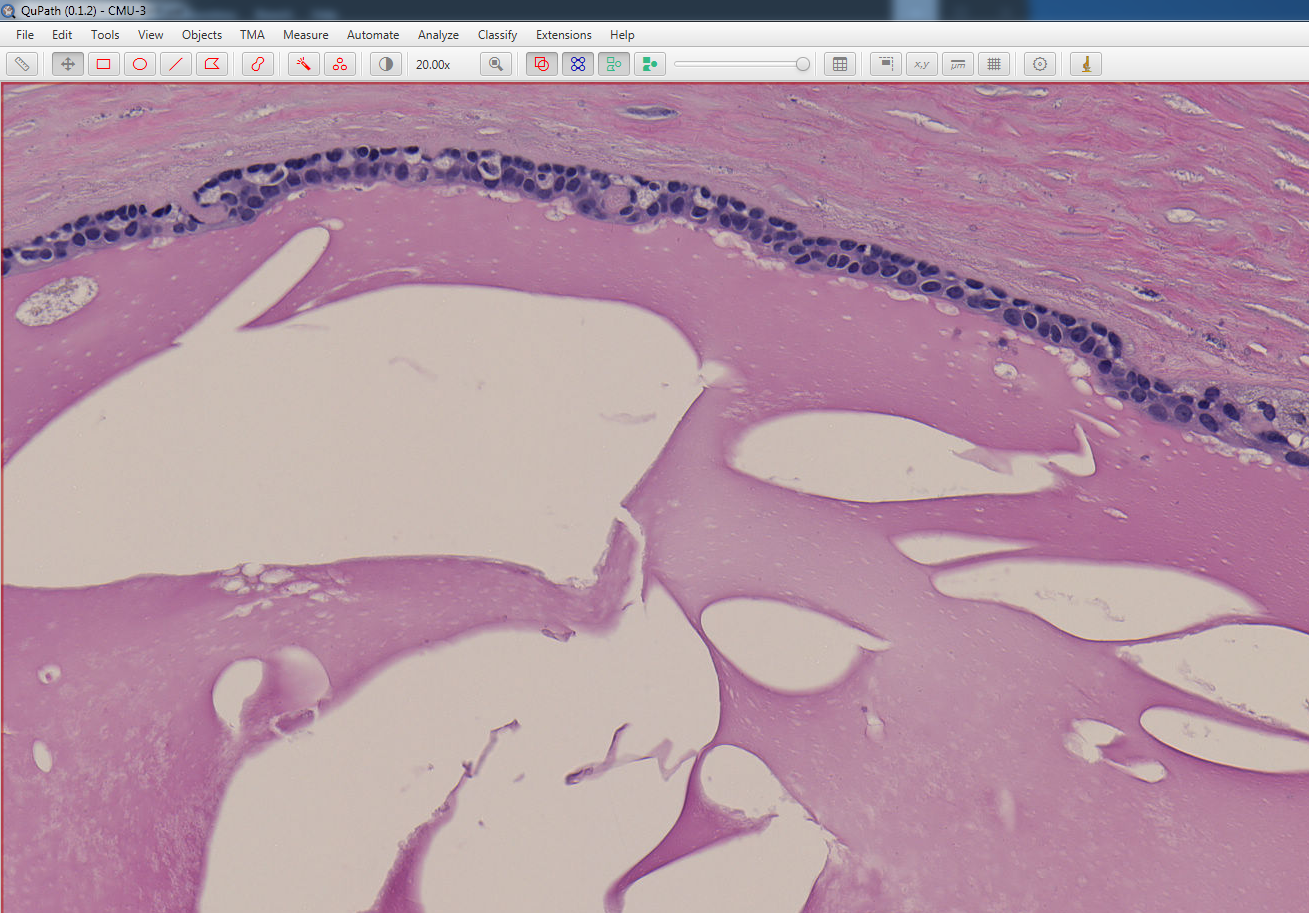 QuPath (0.1.2) - CMU-3
File Edit Tools View Objects TMA Measure Automate Analyze Classify Extensions Help
20.00x x,y μm